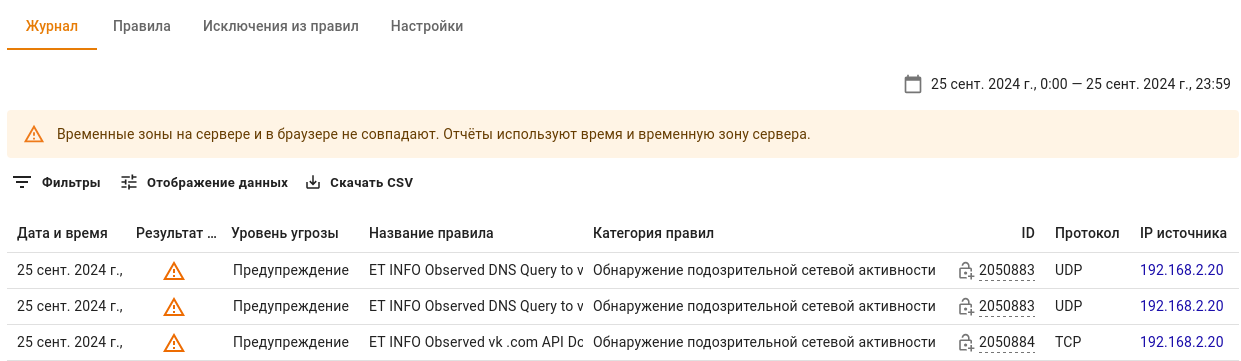 Журнал Правила Исключения из правил Настройки
25 сент. 2024 г., 0:00 — 25 сент. 2024 г., 23:59
Временные зоны на сервере и в браузере не совпадают. Отчёты используют время и временную зону сервера.
Фильтры Отображение данных Скачать CSV
Дата и время Результат ... Уровень угрозы Название правила Категория правил ID Протокол IP источника
25 сент. 2024 г., Предупреждение ET INFO Observed DNS Query to v Обнаружение подозрительной сетевой активности 2050883 UDP 192.168.2.20
25 сент. 2024 г., Предупреждение ET INFO Observed DNS Query to v Обнаружение подозрительной сетевой активности 2050883 UDP 192.168.2.20
25 сент. 2024 г., Предупреждение ET INFO Observed vk .com API Dc Обнаружение подозрительной сетевой активности 2050884 TCP 192.168.2.20